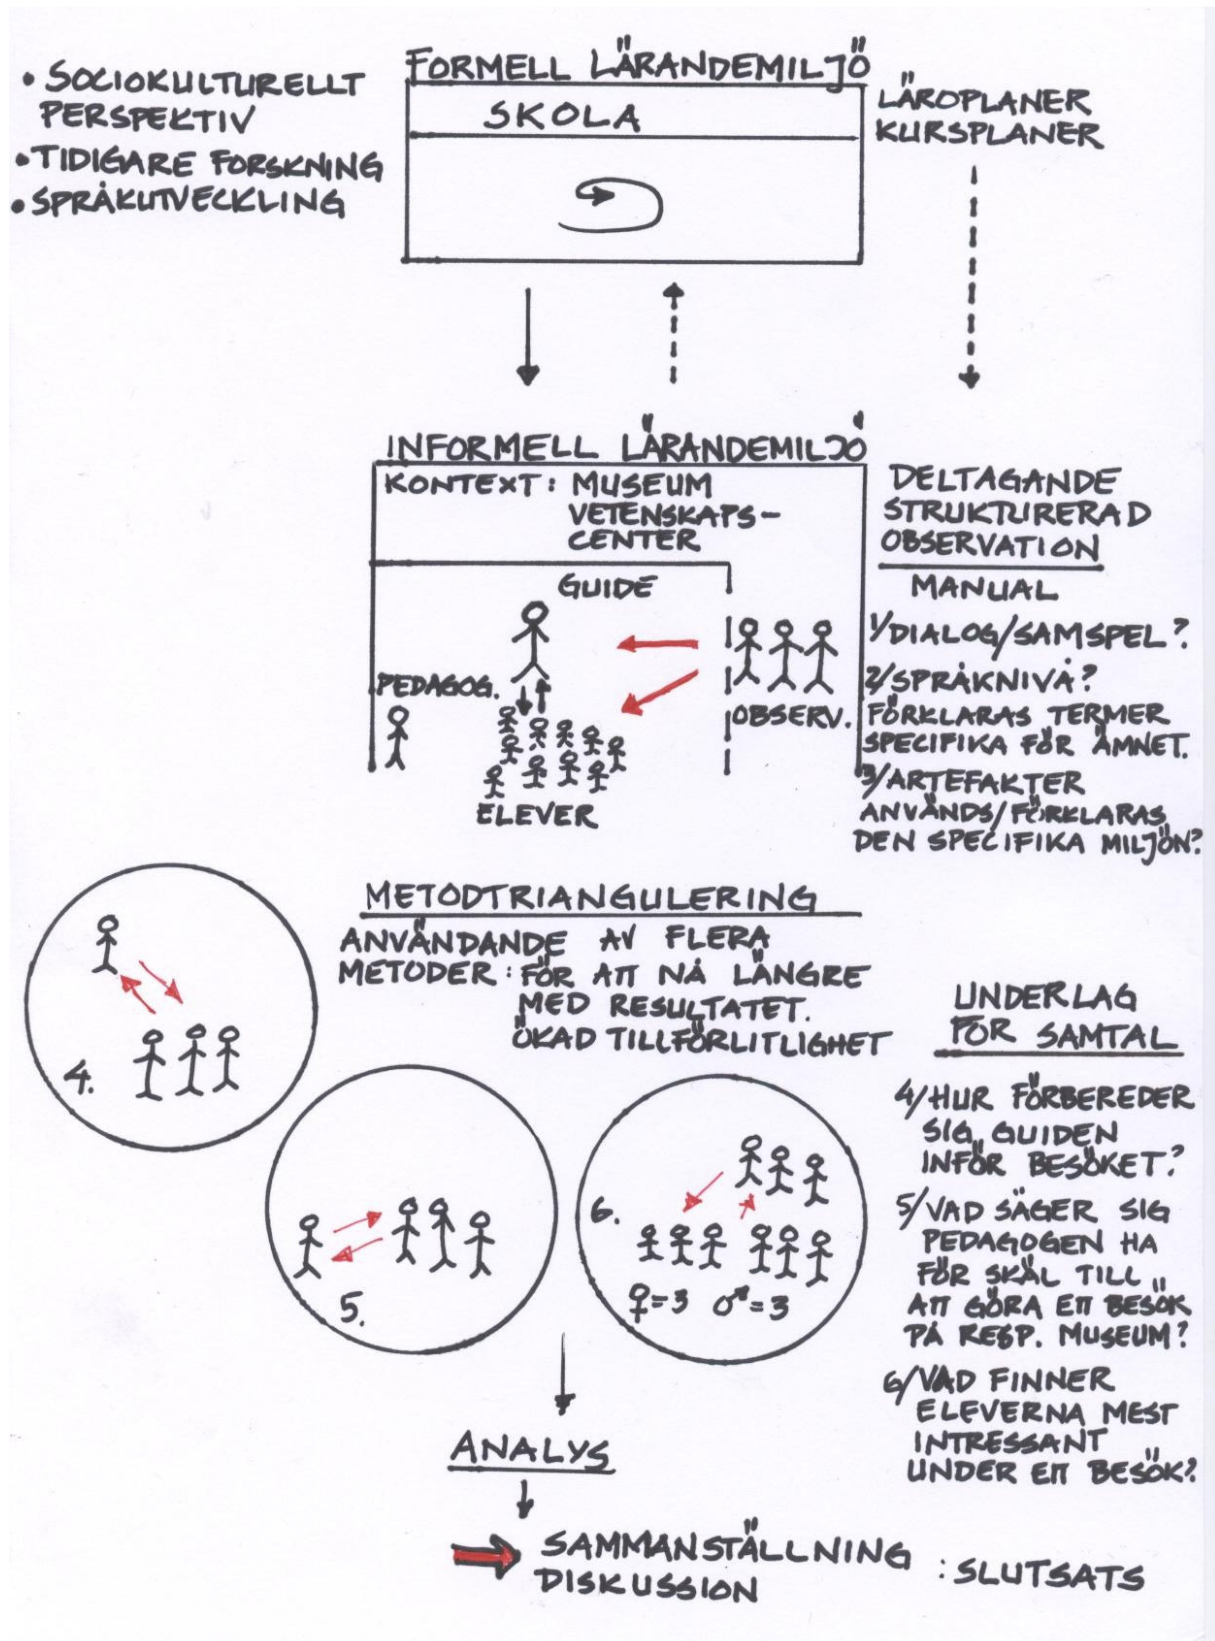 • SOCIOKULTURELLT
PERSPEKTIV
• TIDIGARE FORSKNING
• SPRÅKUTVECKLING
FORMELL LÄRANDEMILJÖ
SKOLA
LÄROPLANER
KURSPLANER
INFORMELL LÄRANDEMILJÖ
KONTEXT: MUSEUM
VETENSKAPS-
CENTER
GUIDE
PEDAGOG.
OBSERV.
ELEVER
DELTAGANDE
STRUKTURERAD
OBSERVATION
MANUAL
1/DIALOG/SAMSPEL?
2/SPRÅKNIVÅ?
FÖRKLARAS TERMER
SPECIFIKA FÖR ÄMNET.
3/ARTEFAKTER
ANVÄNDS/FÖRKLARAS
DEN SPECIFIKA MILJÖN?
METODTRIANGULERING
ANVÄNDANDE AV FLERA
METODER: FÖR ATT NÅ LÄNGRE
MED RESULTATET.
ÖKAD TILLFÖRLITLIGHET
4.
5.
6.
♀=3 ♂=3
UNDERLAG
FÖR SAMTAL
4/HUR FÖRBEREDER
SIG GUIDEN
INFÖR BESÖKET?
5/VAD SÄGER SIG
PEDAGOGEN HA
FÖR SKÄL TILL
ATT GÖRA ETT BESÖK
PÅ RESP. MUSEUM?
6/VAD FINNER
ELEVERNA MEST
INTRESSANT
UNDER ETT BESÖK?
ANALYS
SAMMANSTÄLLNING
DISKUSSION
: SLUTSATS